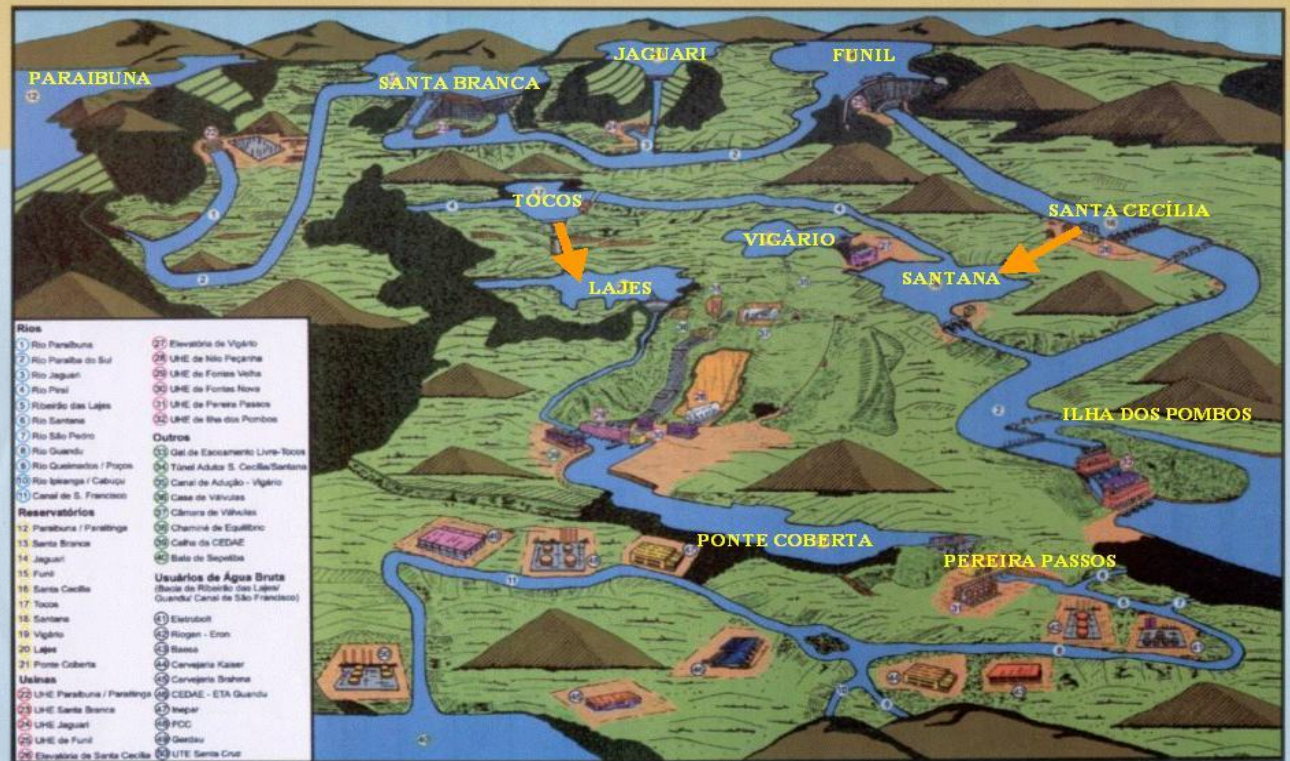 PARAIBUNA
SANTA BRANCA
JAGUARI
FUNIL
TOCOS
VIGÁRIO
SANTA CECÍLIA
SANTANA
LAJES
ILHA DOS POMBOS
PONTE COBERTA
PEREIRA PASSOS
Rios
1 Rio Paraibuna
2 Rio Paraíba do Sul
3 Rio Jaguari
4 Rio Piraí
5 Ribeirão das Lajes
6 Rio Santana
7 Rio São Pedro
8 Rio Guandu
9 Rio Queimados / Poços
10 Rio Ipiranga / Cabuçu
11 Canal de S. Francisco
Reservatórios
12 Paraibuna / Paraitinga
13 Santa Branca
14 Jaguari
15 Funil
16 Santa Cecília
17 Tocos
18 Santana
19 Vigário
20 Lajes
21 Ponte Coberta
Usinas
22 UHE Paraibuna / Paraitinga
23 UHE Santa Branca
24 UHE Jaguari
25 UHE de Funil
26 Elevatória de Santa Cecília
27 Elevatória de Vigário
28 UHE de Nilo Peçanha
29 UHE de Fontes Velha
30 UHE de Fontes Nova
31 UHE de Pereira Passos
32 UHE de Ilha dos Pombos
Outros
33 Gal de Escoamento Livre-Tocos
34 Túnel Adutor S. Cecília/Santana
35 Canal de Adução - Vigário
36 Casa de Válvulas
37 Câmara de Válvulas
38 Chaminé de Equilíbrio
39 Calha da CEDAE
40 Baía de Sepetiba
Usuários de Água Bruta
(Bacia de Ribeirão das Lajes/
Guandu/ Canal de São Francisco)
41 Eletrobolt
42 Riogen - Eron
43 
44 Cervejaria Kaiser
45 Cervejaria Brahma
46 CEDAE - ETA Guandu
47 Inepar
48 FCC
49 Gerdau
50 UTE Santa Cruz